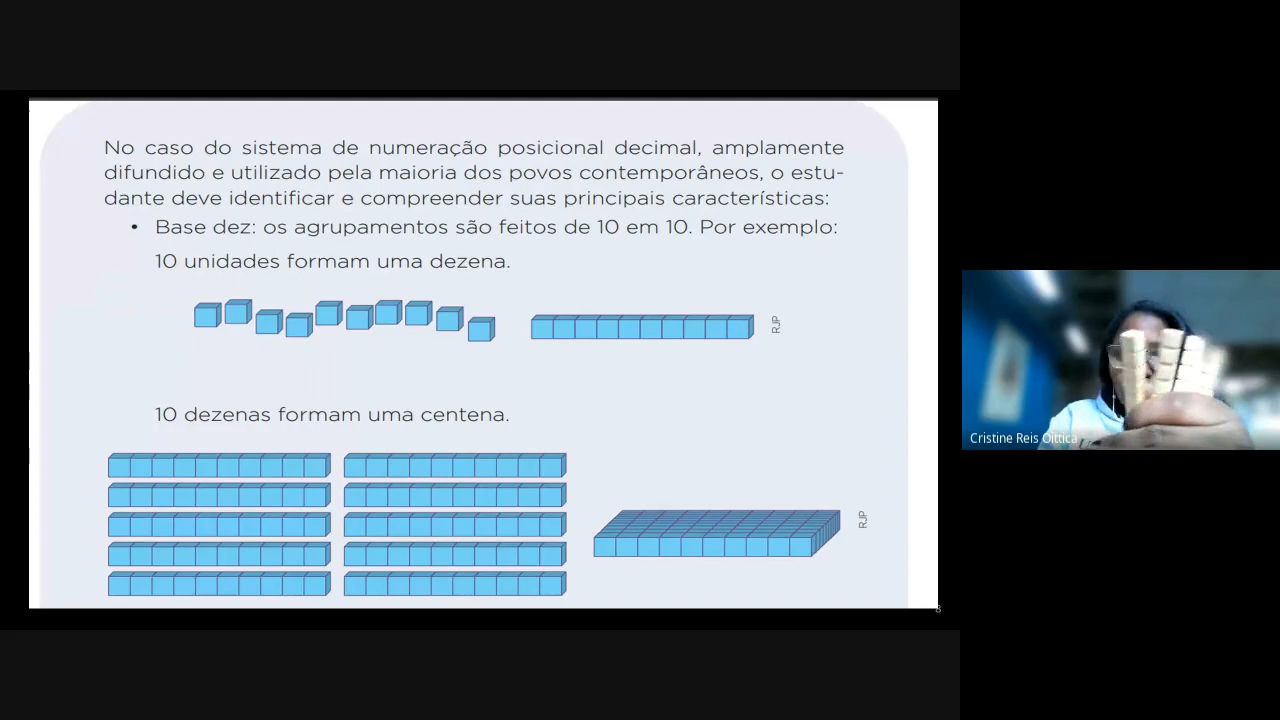 No caso do sistema de numeração posicional decimal, amplamente
difundido e utilizado pela maioria dos povos contemporâneos, o estu-
dante deve identificar e compreender suas principais características:
• Base dez: os agrupamentos são feitos de 10 em 10. Por exemplo:
10 unidades formam uma dezena.
RJP
10 dezenas formam uma centena.
RJP
8
Cristine Reis Oittica